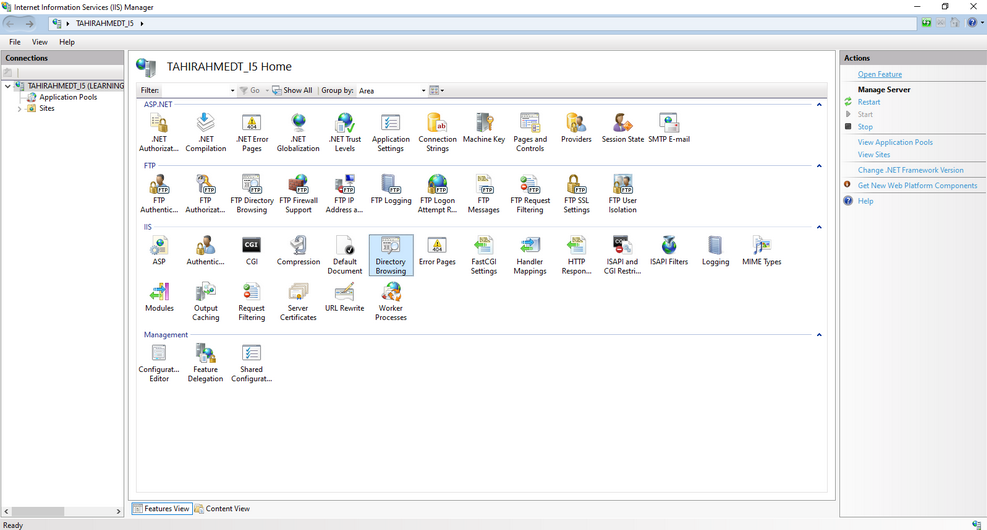 Internet Information Services (IIS) Manager
TAHIRAHMEDT_I5
File View Help
Connections
TAHIRAHMEDT_I5 (LEARNING
Application Pools
Sites
TAHIRAHMEDT_I5 Home
Filter: Go Show All Group by: Area
ASP.NET
.NET Authorizat...
.NET Compilation
.NET Error Pages
.NET Globalization
.NET Trust Levels
Application Settings
Connection Strings
Machine Key
Pages and Controls
Providers
Session State
SMTP E-mail
FTP
FTP Authentic...
FTP Authorizat...
FTP Directory Browsing
FTP Firewall Support
FTP IP Address a...
FTP Logging
FTP Logon Attempt R...
FTP Messages
FTP Request Filtering
FTP SSL Settings
FTP User Isolation
IIS
ASP
Authentic...
CGI
Compression
Default Document
Directory Browsing
Error Pages
FastCGI Settings
Handler Mappings
HTTP Respon...
ISAPI and CGI Restri...
ISAPI Filters
Logging
MIME Types
Modules
Output Caching
Request Filtering
Server Certificates
URL Rewrite
Worker Processes
Management
Configurat... Editor
Feature Delegation
Shared Configurat...
Features View
Content View
Actions
Open Feature
Manage Server
Restart
Start
Stop
View Application Pools
View Sites
Change .NET Framework Version
Get New Web Platform Components
Help
Ready